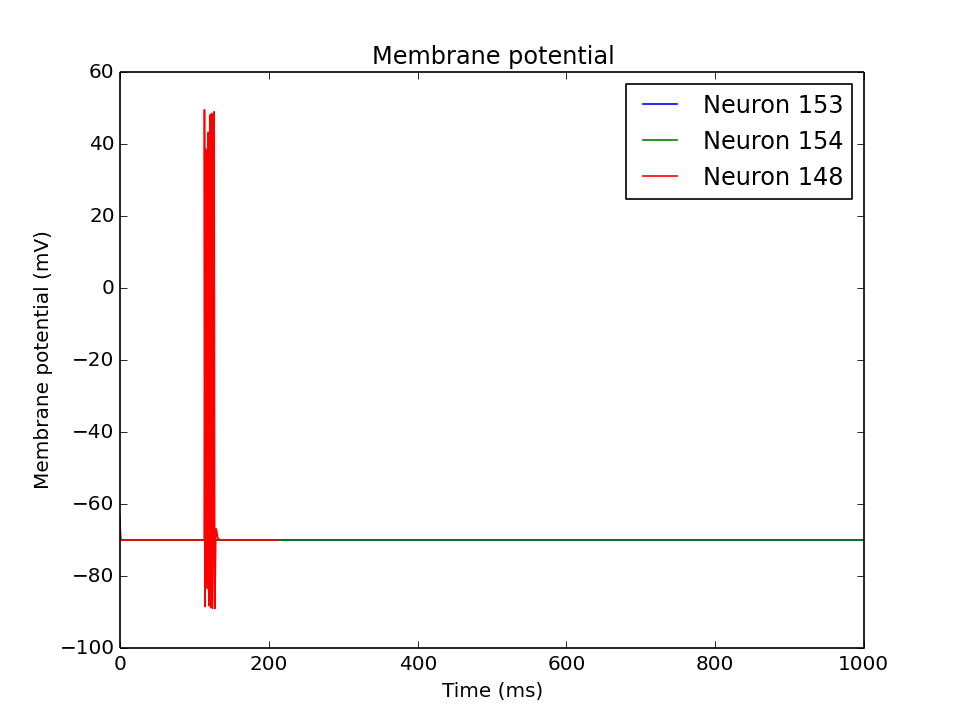 Membrane potential
60
40
20
0
−20
−40
−60
−80
−100
Membrane potential (mV)
Neuron 153
Neuron 154
Neuron 148
0 200 400 600 800 1000
Time (ms)